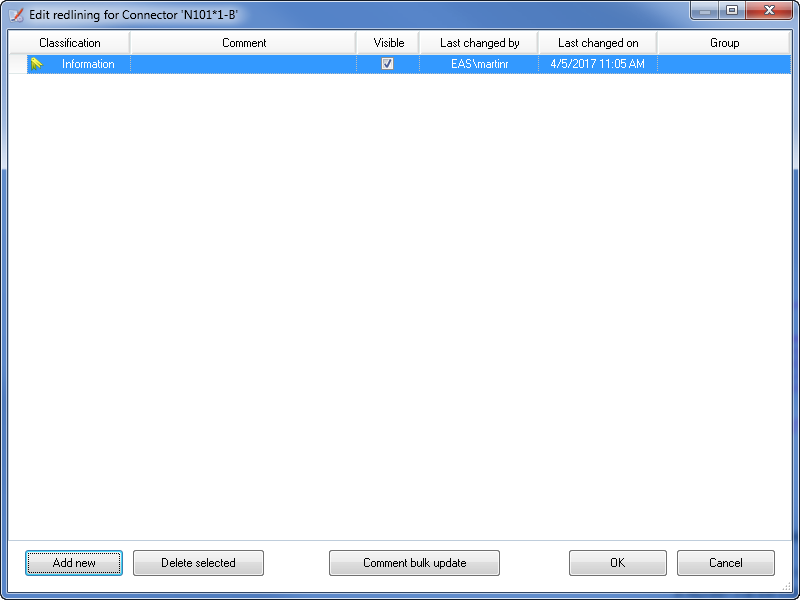 Edit redlining for Connector 'N101*1-B'
Classification Comment Visible Last changed by Last changed on Group
Information EAS\martinr 4/5/2017 11:05 AM
Add new Delete selected Comment bulk update OK Cancel